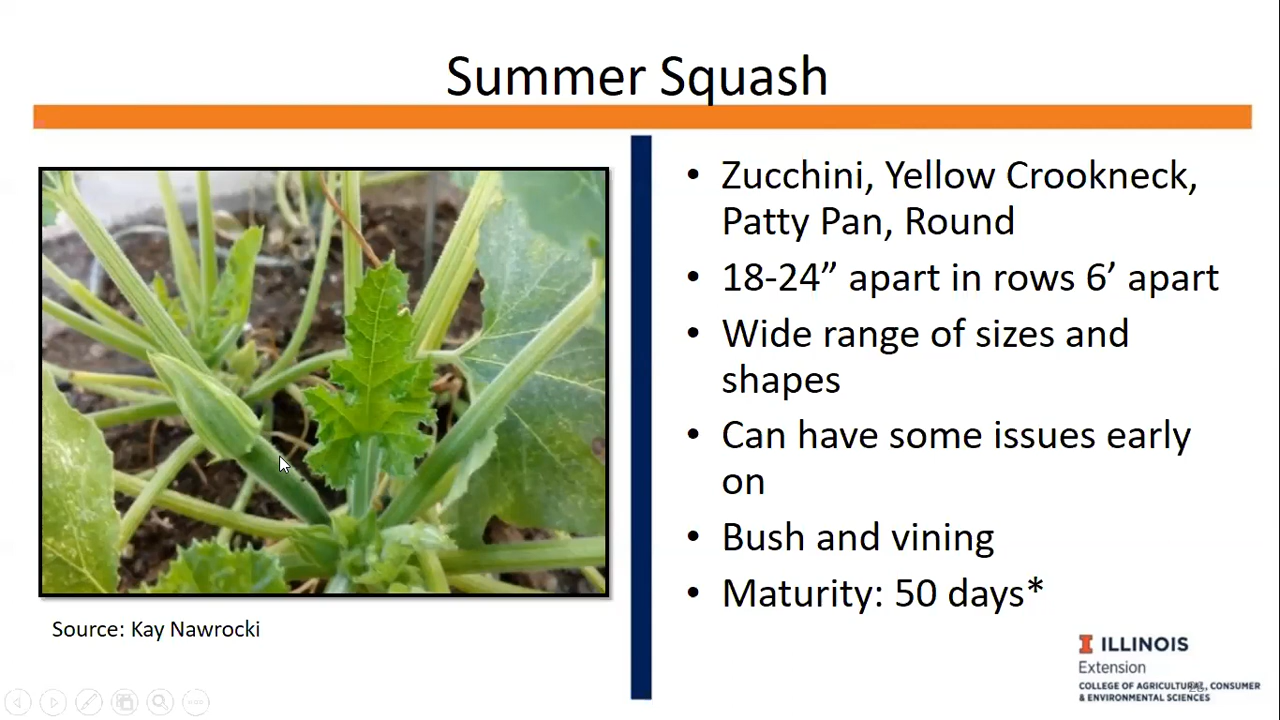 Summer Squash
• Zucchini, Yellow Crookneck,
Patty Pan, Round
• 18-24” apart in rows 6’ apart
• Wide range of sizes and
shapes
• Can have some issues early
on
• Bush and vining
• Maturity: 50 days*
Source: Kay Nawrocki
I ILLINOIS
Extension
COLLEGE OF AGRICULTURAL, CONSUMER
& ENVIRONMENTAL SCIENCES